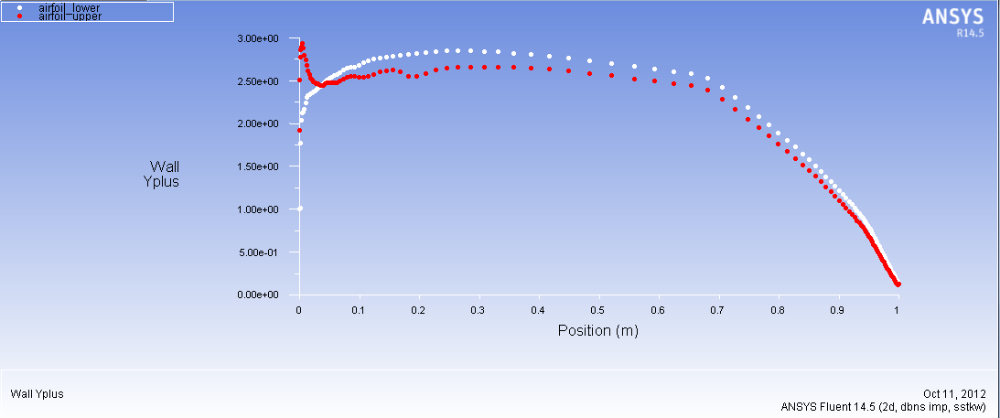 airfoil_lower
airfoil_upper
ANSYS
R14.5
3.00e+00
2.50e+00
2.00e+00
1.50e+00
1.00e+00
5.00e-01
0.00e+00
Wall
Yplus
0 0.1 0.2 0.3 0.4 0.5 0.6 0.7 0.8 0.9 1
Position (m)
Wall Yplus
Oct 11, 2012
ANSYS Fluent 14.5 (2d, dbns imp, sstkw)